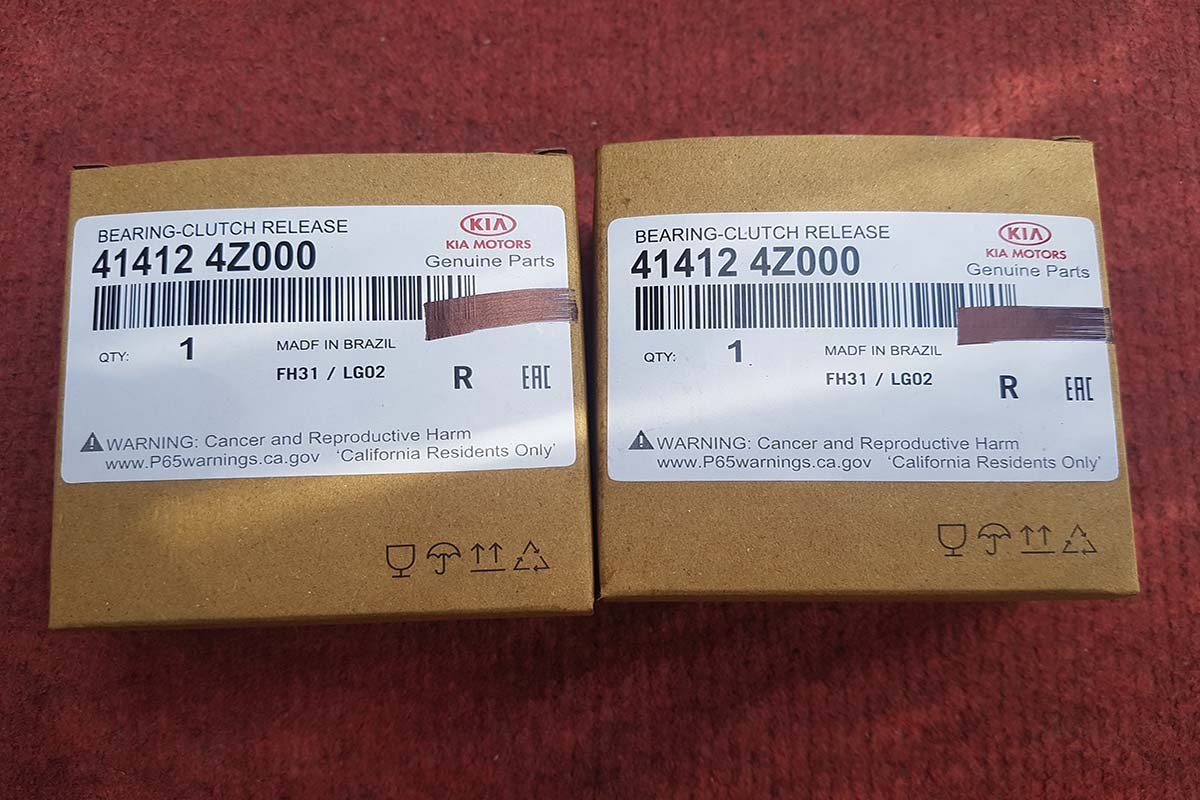 BEARING-CLUTCH RELEASE
41412 4Z000
KIA
KIA MOTORS
Genuine Parts
QTY: 1
MADF IN BRAZIL
FH31 / LG02
R
EAC
WARNING: Cancer and Reproductive Harm
www.P65warnings.ca.gov 'California Residents Only'
BEARING-CLUTCH RELEASE
41412 4Z000
KIA
KIA MOTORS
Genuine Parts
QTY: 1
MADF IN BRAZIL
FH31 / LG02
R
EAC
WARNING: Cancer and Reproductive Harm
www.P65warnings.ca.gov 'California Residents Only'